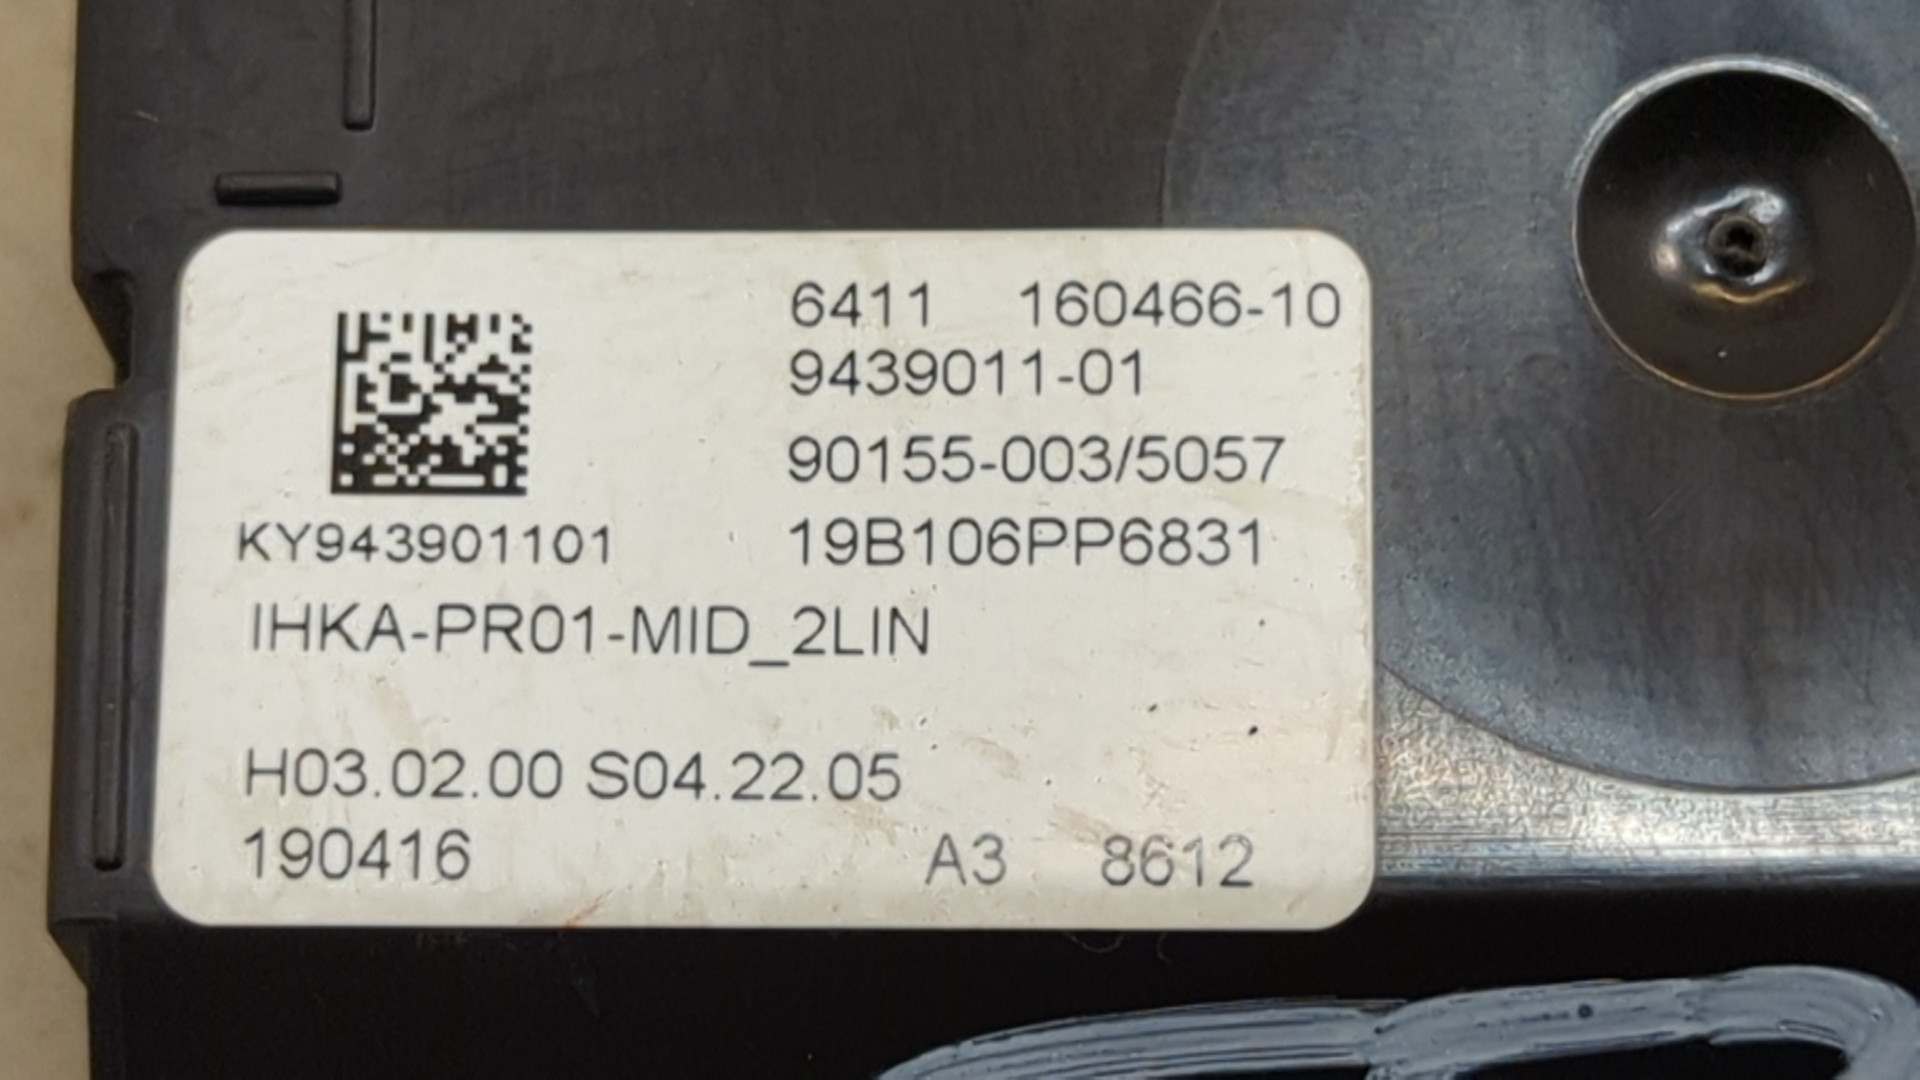 6411 160466-10
9439011-01
90155-003/5057
KY943901101 19B106PP6831
IHKA-PR01-MID_2LIN
H03.02.00 S04.22.05
190416 A3 8612